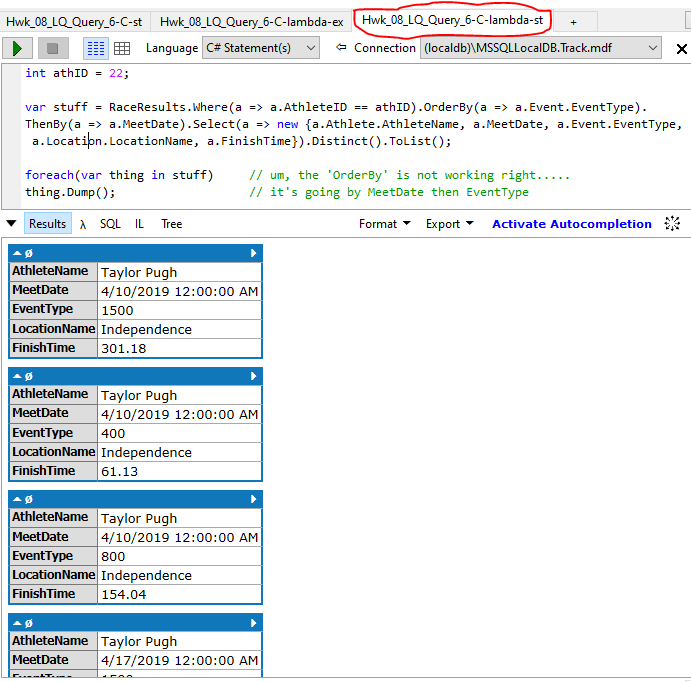 Hwk_08_LQ_Query_6-C-st Hwk_08_LQ_Query_6-C-lambda-ex Hwk_08_LQ_Query_6-C-lambda-st +
Language C# Statement(s) Connection (localdb)\MSSQLLocalDB.Track.mdf
int athID = 22;
var stuff = RaceResults.Where(a => a.AthleteID == athID).OrderBy(a => a.Event.EventType).
ThenBy(a => a.MeetDate).Select(a => new {a.Athlete.AthleteName, a.MeetDate, a.Event.EventType,
a.Location.LocationName, a.FinishTime}).Distinct().ToList();
foreach(var thing in stuff) // um, the 'OrderBy' is not working right.....
thing.Dump(); // it's going by MeetDate then EventType
Results λ SQL IL Tree Format Export Activate Autocompletion
ø
AthleteName Taylor Pugh
MeetDate 4/10/2019 12:00:00 AM
EventType 1500
LocationName Independence
FinishTime 301.18
ø
AthleteName Taylor Pugh
MeetDate 4/10/2019 12:00:00 AM
EventType 400
LocationName Independence
FinishTime 61.13
ø
AthleteName Taylor Pugh
MeetDate 4/10/2019 12:00:00 AM
EventType 800
LocationName Independence
FinishTime 154.04
ø
AthleteName Taylor Pugh
MeetDate 4/17/2019 12:00:00 AM